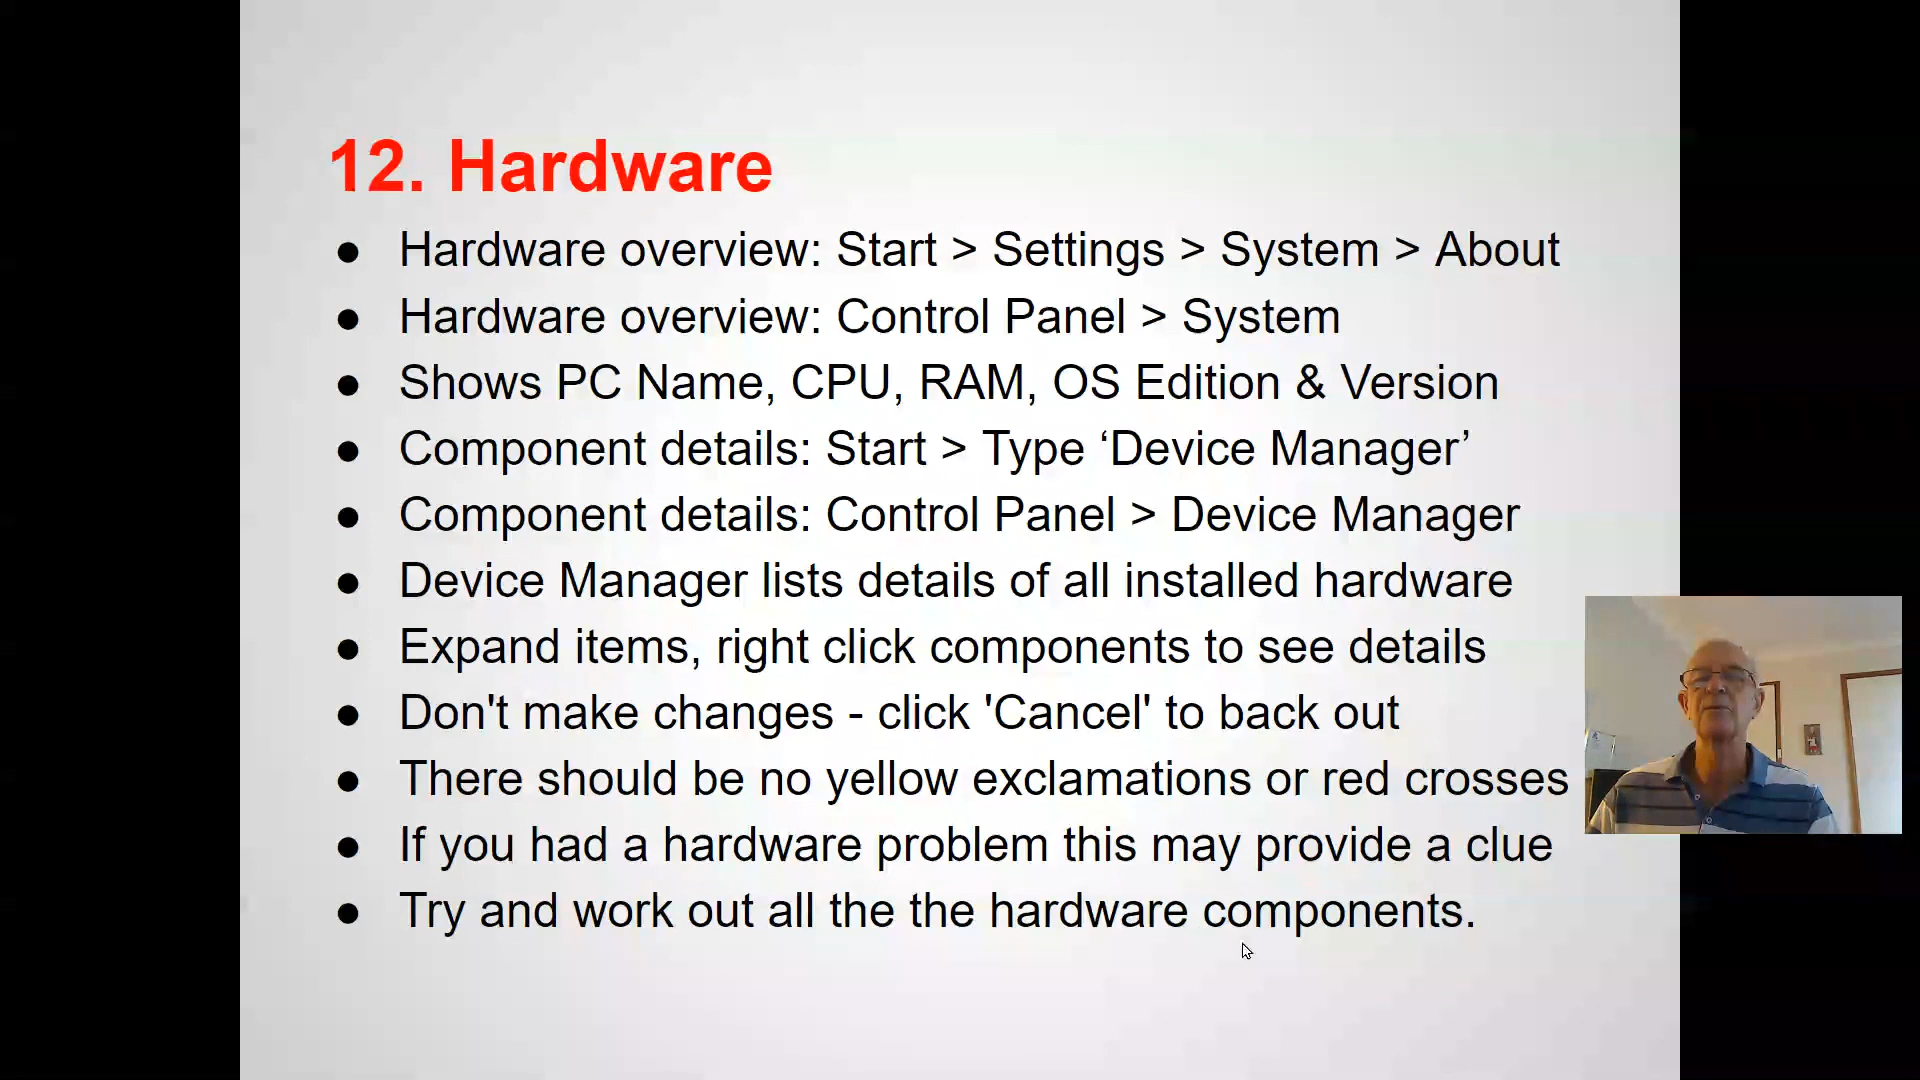 12. Hardware
● Hardware overview: Start > Settings > System > About
● Hardware overview: Control Panel > System
● Shows PC Name, CPU, RAM, OS Edition & Version
● Component details: Start > Type ‘Device Manager’
● Component details: Control Panel > Device Manager
● Device Manager lists details of all installed hardware
● Expand items, right click components to see details
● Don't make changes - click 'Cancel' to back out
● There should be no yellow exclamations or red crosses
● If you had a hardware problem this may provide a clue
● Try and work out all the the hardware components.